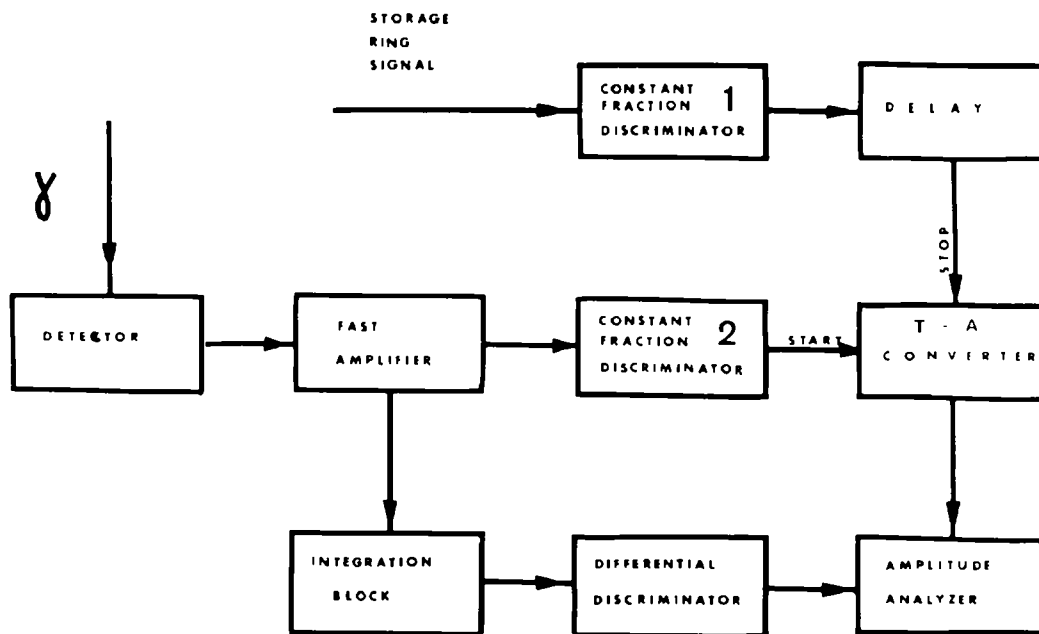 STORAGE
RING
SIGNAL
CONSTANT
FRACTION 1
DISCRIMINATOR
DELAY
γ
STOP
DETECTOR
FAST
AMPLIFIER
CONSTANT
FRACTION 2
DISCRIMINATOR
START
T-A
CONVERTER
INTEGRATION
BLOCK
DIFFERENTIAL
DISCRIMINATOR
AMPLITUDE
ANALYZER